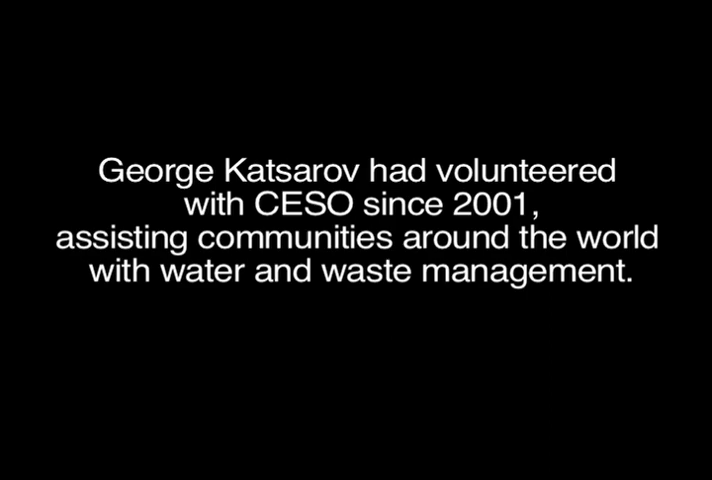 George Katsarov had volunteered
with CESO since 2001,
assisting communities around the world
with water and waste management.